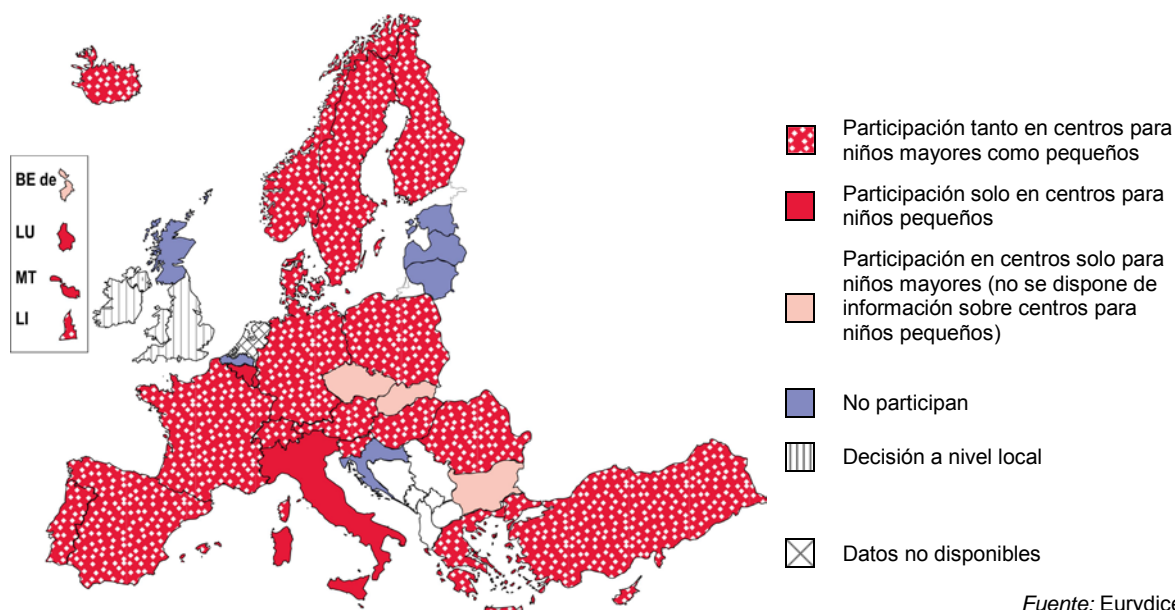 BE de
LU
MT
LI
Participación tanto en centros para
niños mayores como pequeños
Participación solo en centros para
niños pequeños
Participación en centros solo para
niños mayores (no se dispone de
información sobre centros para
niños pequeños)
No participan
Decisión a nivel local
Datos no disponibles
Fuente: Eurydice